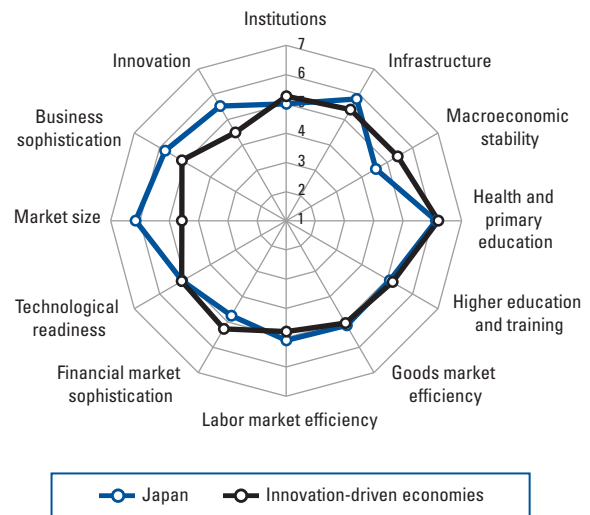 Institutions
Innovation
Infrastructure
Business
sophistication
Macroeconomic
stability
Market size
Health and
primary
education
Technological
readiness
Higher education
and training
Financial market
sophistication
Goods market
efficiency
Labor market efficiency
7
6
5
4
3
2
1
Japan
Innovation-driven economies